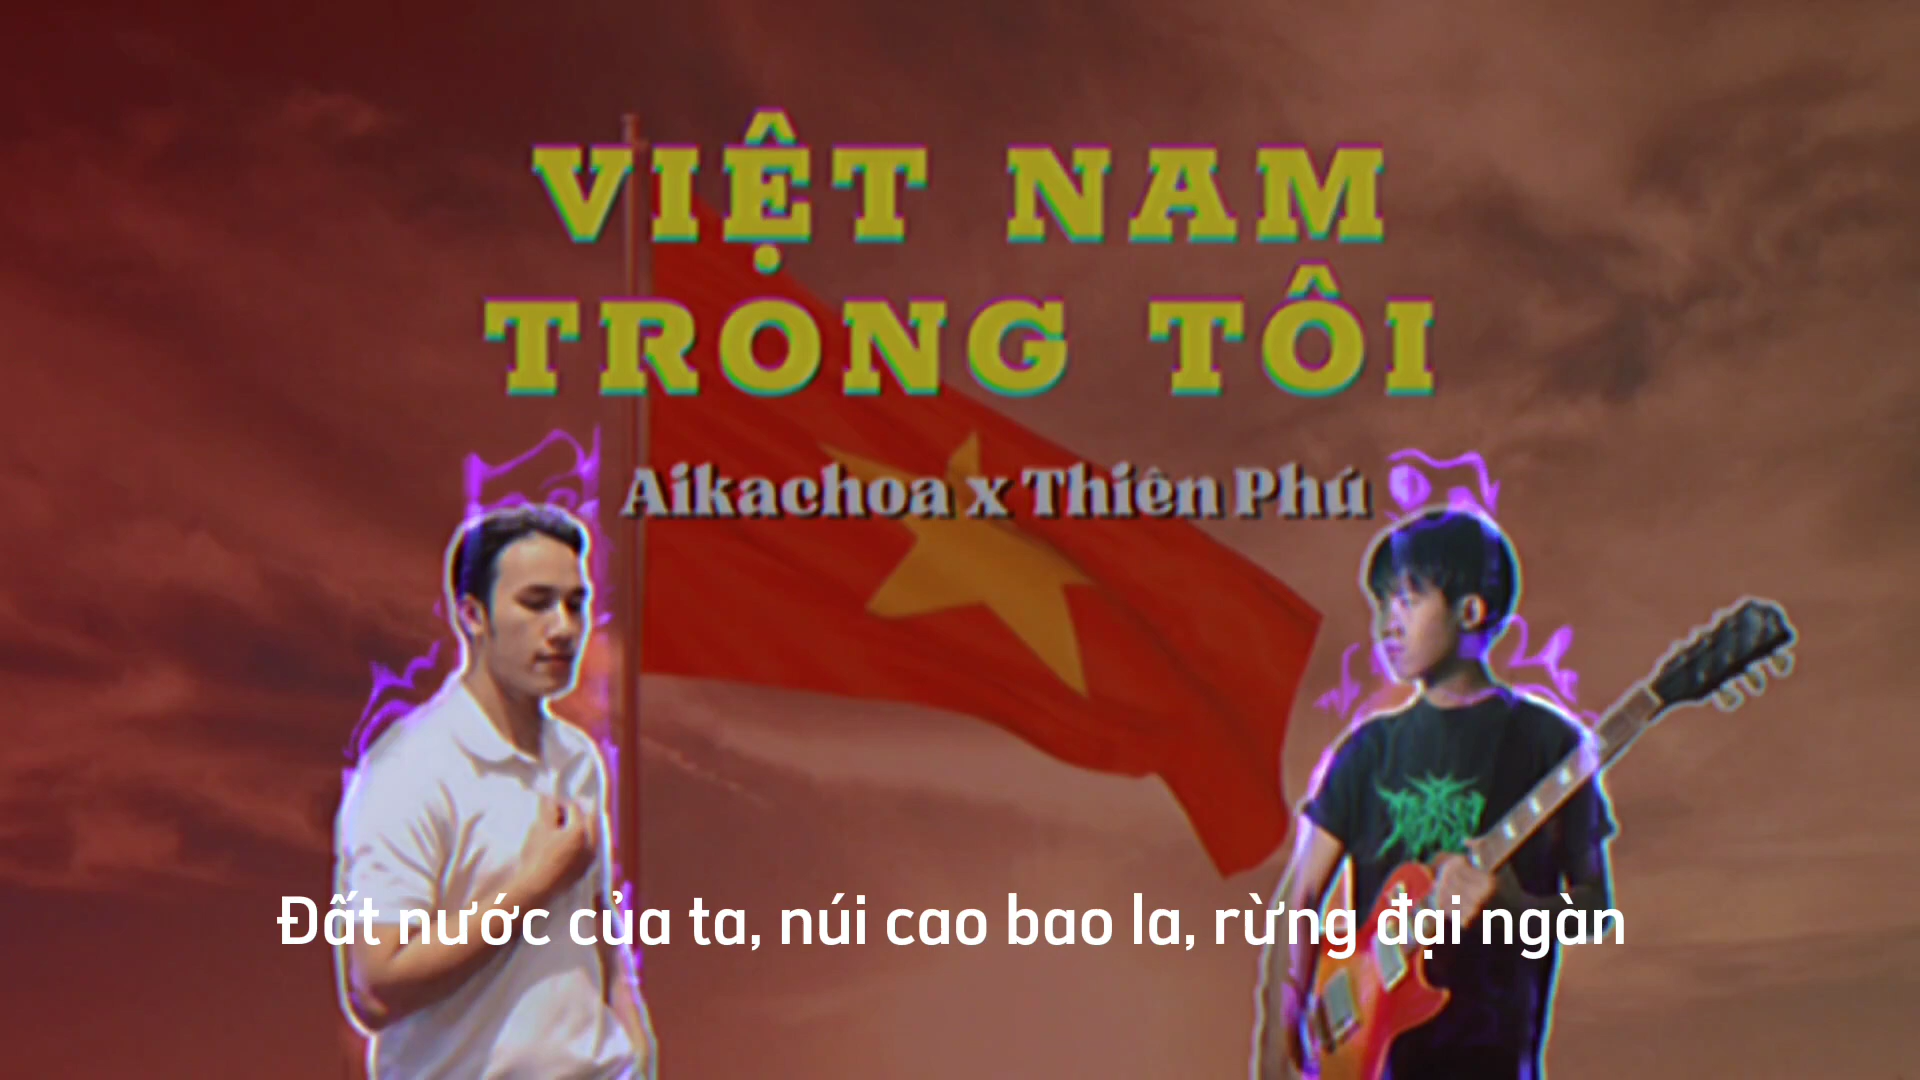 VIỆT NAM
TRONG TÔI
Aikachoa x Thiên Phú
Đất nước của ta, núi cao bao la, rừng đại ngàn